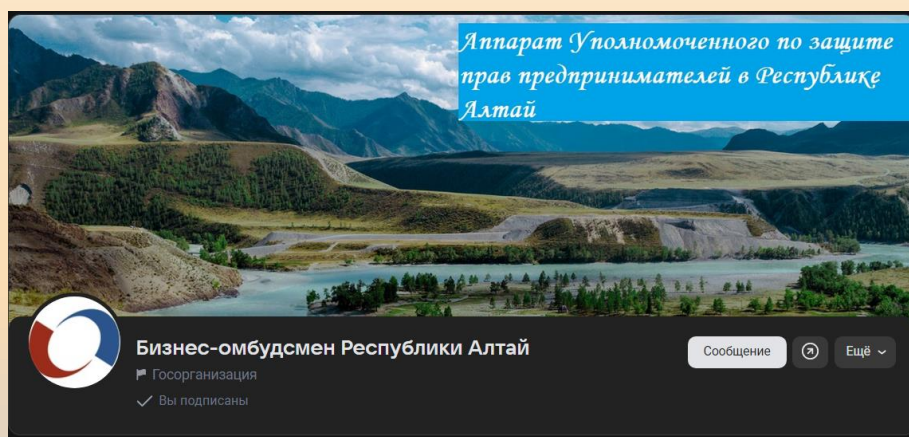 Аппарат Уполномоченного по защите
прав предпринимателей в Республике
Алтай
Бизнес-омбудсмен Республики Алтай
Госорганизация
Вы подписаны
Сообщение
Ещё